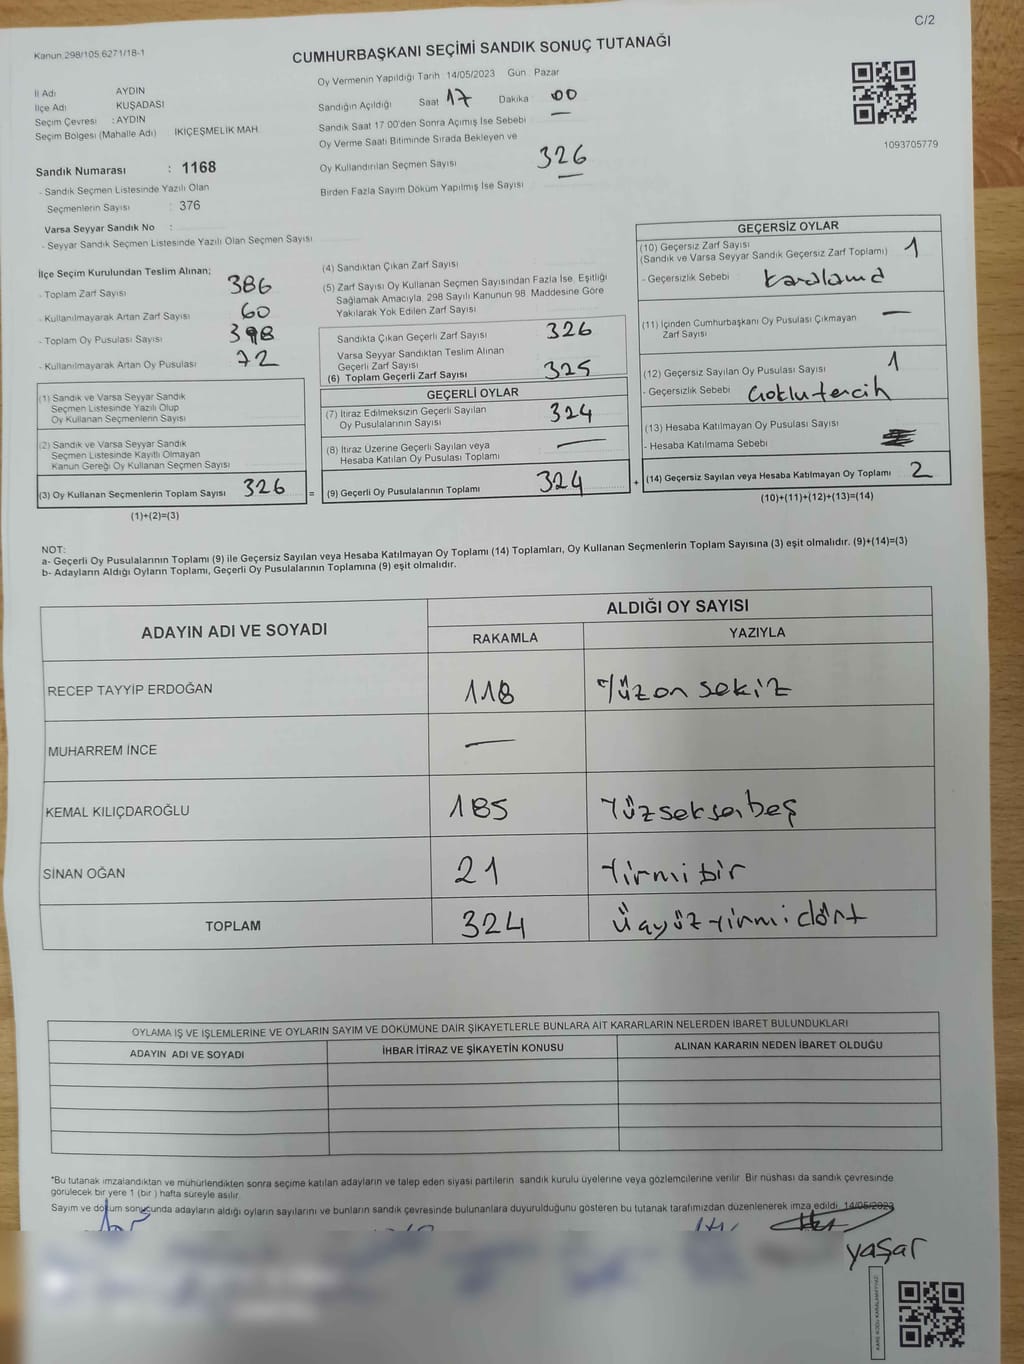 C/2
Kanun 298/105,6271/18-1
CUMHURBAŞKANI SEÇİMİ SANDIK SONUÇ TUTANAĞI
İl Adı AYDIN
İlçe Adı KUŞADASI
Seçim Çevresi : AYDIN
Seçim Bölgesi (Mahalle Adı) İKİÇEŞMELİK MAH.
Sandık Numarası : 1168
- Sandık Seçmen Listesinde Yazılı Olan
Seçmenlerin Sayısı : 376
Varsa Seyyar Sandık No :
- Seyyar Sandık Seçmen Listesinde Yazılı Olan Seçmen Sayısı
Oy Vermenin Yapıldığı Tarih 14/05/2023 Gün Pazar
Sandığın Açıldığı Saat 17 Dakika 00
Sandık Saat 17:00'den Sonra Açımış İse Sebebi —
Oy Verme Saati Bitiminde Sırada Bekleyen ve
Oy Kullandırılan Seçmen Sayısı 326
Birden Fazla Sayım Döküm Yapılmış İse Sayısı —
1093705779
İlçe Seçim Kurulundan Teslim Alınan;
- Toplam Zarf Sayısı 386
- Kullanılmayarak Artan Zarf Sayısı 60
- Toplam Oy Pusulası Sayısı 398
- Kullanılmayarak Artan Oy Pusulası 72
(1) Sandık ve Varsa Seyyar Sandık
Seçmen Listesinde Yazılı Olup
Oy Kullanan Seçmenlerin Sayısı
(2) Sandık ve Varsa Seyyar Sandık
Seçmen Listesinde Kayıtlı Olmayan
Kanun Gereği Oy Kullanan Seçmen Sayısı
(3) Oy Kullanan Seçmenlerin Toplam Sayısı 326 =
(1)+(2)=(3)
(4) Sandıktan Çıkan Zarf Sayısı
(5) Zarf Sayısı Oy Kullanan Seçmen Sayısından Fazla İse, Eşitliği
Sağlamak Amacıyla, 298 Sayılı Kanunun 98. Maddesine Göre
Yakılarak Yok Edilen Zarf Sayısı
Sandıkta Çıkan Geçerli Zarf Sayısı 326
Varsa Seyyar Sandıktan Teslim Alınan
Geçerli Zarf Sayısı
(6) Toplam Geçerli Zarf Sayısı 325
GEÇERLİ OYLAR
(7) İtiraz Edilmeksizin Geçerli Sayılan
Oy Pusulalarının Sayısı 324
(8) İtiraz Üzerine Geçerli Sayılan veya
Hesaba Katılan Oy Pusulası Toplamı —
(9) Geçerli Oy Pusulalarının Toplamı 324 +
GEÇERSİZ OYLAR
(10) Geçersiz Zarf Sayısı 1
(Sandık ve Varsa Seyyar Sandık Geçersiz Zarf Toplamı)
- Geçersizlik Sebebi karalama
(11) İçinden Cumhurbaşkanı Oy Pusulası Çıkmayan —
Zarf Sayısı
(12) Geçersiz Sayılan Oy Pusulası Sayısı 1
- Geçersizlik Sebebi Çoklu tercih
(13) Hesaba Katılmayan Oy Pusulası Sayısı
- Hesaba Katılmama Sebebi
(14) Geçersiz Sayılan veya Hesaba Katılmayan Oy Toplamı 2
(10)+(11)+(12)+(13)=(14)
NOT:
a- Geçerli Oy Pusulalarının Toplamı (9) ile Geçersiz Sayılan veya Hesaba Katılmayan Oy Toplamı (14) Toplamları, Oy Kullanan Seçmenlerin Toplam Sayısına (3) eşit olmalıdır. (9)+(14)=(3)
b- Adayların Aldığı Oyların Toplamı, Geçerli Oy Pusulalarının Toplamına (9) eşit olmalıdır.
ADAYIN ADI VE SOYADI ALDIĞI OY SAYISI
RAKAMLA YAZIYLA
RECEP TAYYİP ERDOĞAN 118 Yüzon sekiz
MUHARREM İNCE —
KEMAL KILIÇDAROĞLU 185 Yüzseksenbeş
SİNAN OĞAN 21 Yirmi bir
TOPLAM 324 Üçyüz yirmi dört
OYLAMA İŞ VE İŞLEMLERİNE VE OYLARIN SAYIM VE DÖKÜMÜNE DAİR ŞİKAYETLERLE BUNLARA AİT KARARLARIN NELERDEN İBARET BULUNDUKLARI
ADAYIN ADI VE SOYADI İHBAR İTİRAZ VE ŞİKAYETİN KONUSU ALINAN KARARIN NEDEN İBARET OLDUĞU
*Bu tutanak imzalandıktan ve mühürlendikten sonra seçime katılan adayların ve talep eden siyasi partilerin sandık kurulu üyelerine veya gözlemcilerine verilir. Bir nüshası da sandık çevresinde
görülecek bir yere 1 (bir ) hafta süreyle asılır.
Sayım ve döküm sonucunda adayların aldığı oyların sayılarını ve bunların sandık çevresinde bulunanlara duyurulduğunu gösteren bu tutanak tarafımızdan düzenlenerek imza edildi. 14/05/2023
yaşar